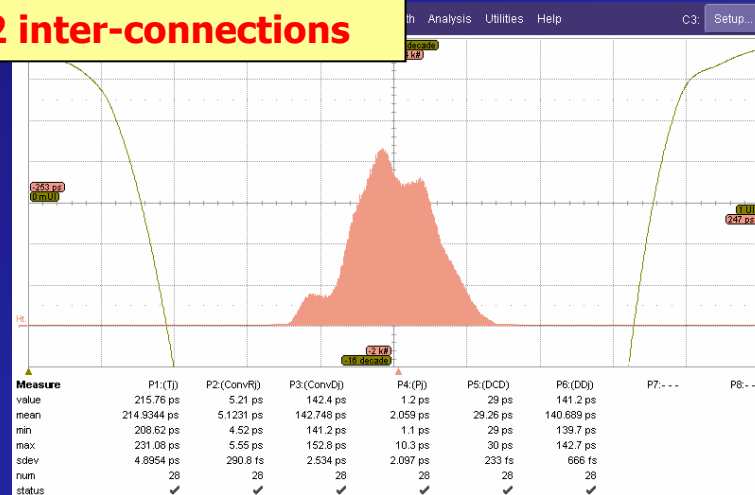 2 inter-connections
th Analysis Utilities Help C3: Setup...
decade
k#
-253 ps
0 mUI
1 UI
247 ps
Ht.
-2 k#
-16 decade
Measure P1:(Tj) P2:(ConvRj) P3:(ConvDj) P4:(Pj) P5:(DCD) P6:(DDj) P7:- - - P8:- -
value 215.76 ps 5.21 ps 142.4 ps 1.2 ps 29 ps 141.2 ps
mean 214.9344 ps 5.1231 ps 142.748 ps 2.059 ps 29.26 ps 140.689 ps
min 208.62 ps 4.52 ps 141.2 ps 1.1 ps 29 ps 139.7 ps
max 231.08 ps 5.55 ps 152.8 ps 10.3 ps 30 ps 142.7 ps
sdev 4.8954 ps 290.8 fs 2.534 ps 2.097 ps 233 fs 666 fs
num 28 28 28 28 28 28
status ✔ ✔ ✔ ✔ ✔ ✔